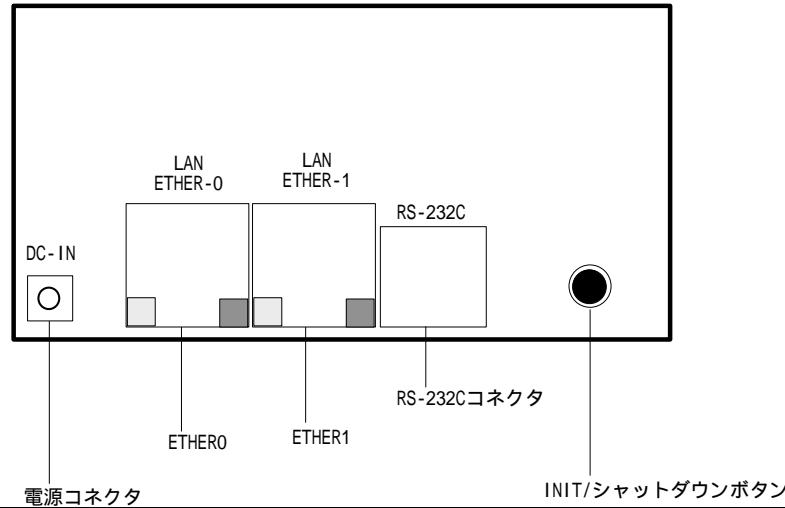 LAN
ETHER-0
LAN
ETHER-1
RS-232C
DC-IN
RS-232Cコネクタ
ETHER0
ETHER1
電源コネクタ
INIT/シャットダウンボタン